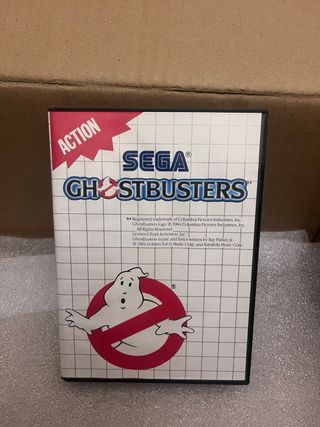 ACTION
SEGA
GHOSTBUSTERS
® Registered trademark of Columbia Pictures Industries, Inc.
Ghostbusters logo © 1984 Columbia Pictures Industries, Inc.
All Rights Reserved.
Licensed from Activision, Inc.
Ghostbusters music and lyrics written by Ray Parker, Jr.
© 1984 Golden Torch Music Corp. and Raydiola Music Corp.
®